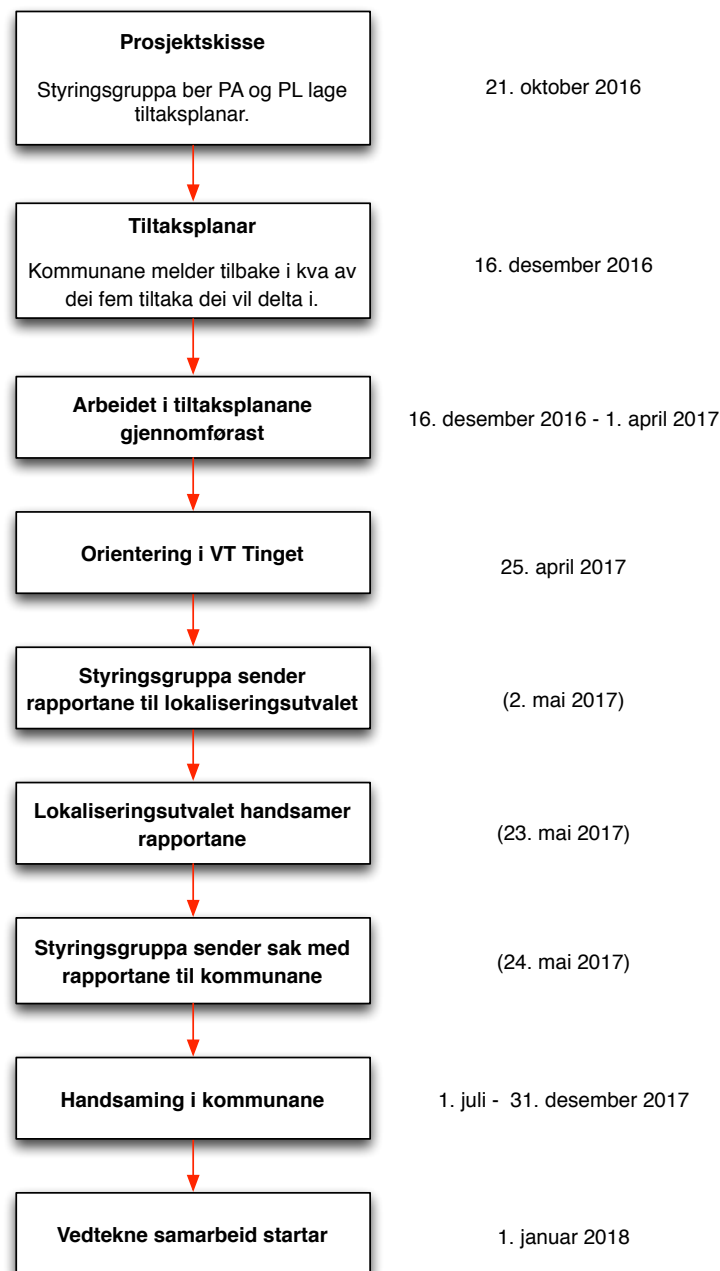 Prosjektskisse
Styringsgruppa ber PA og PL lage
tiltaksplanar.
21. oktober 2016
Tiltaksplanar
Kommunane melder tilbake i kva av
dei fem tiltaka dei vil delta i.
16. desember 2016
Arbeidet i tiltaksplanane
gjennomførast
16. desember 2016 - 1. april 2017
Orientering i VT Tinget
25. april 2017
Styringsgruppa sender
rapportane til lokaliseringsutvalet
(2. mai 2017)
Lokaliseringsutvalet handsamer
rapportane
(23. mai 2017)
Styringsgruppa sender sak med
rapportane til kommunane
(24. mai 2017)
Handsaming i kommunane
1. juli - 31. desember 2017
Vedtekne samarbeid startar
1. januar 2018